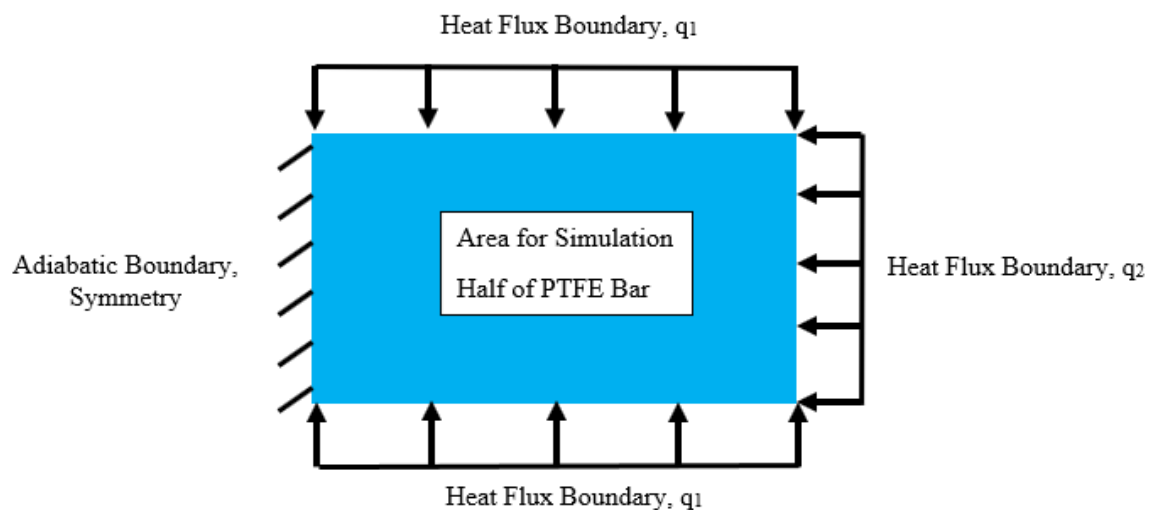 Heat Flux Boundary, q1
Area for Simulation
Half of PTFE Bar
Adiabatic Boundary,
Symmetry
Heat Flux Boundary, q2
Heat Flux Boundary, q1